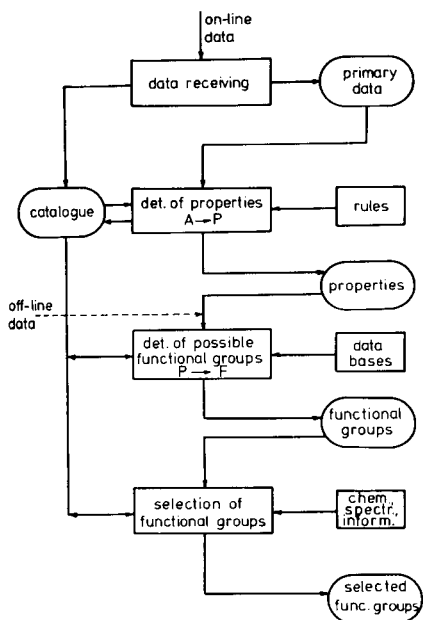 on-line
data
data receiving
primary
data
catalogue
det. of properties
A → P
rules
properties
off-line
data
det. of possible
functional groups
P → F
data
bases
functional
groups
selection of
functional groups
chem.,
spectr.,
inform.
selected
func. groups